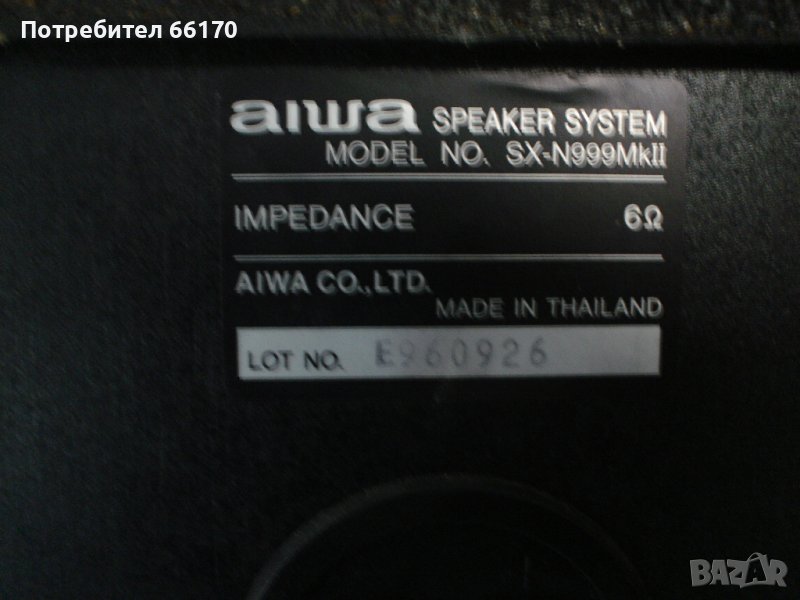 Потребител 66170
aiwa SPEAKER SYSTEM
MODEL NO. SX-N999MkII
IMPEDANCE 6Ω
AIWA CO.,LTD.
MADE IN THAILAND
LOT NO. E960926
BAZAR